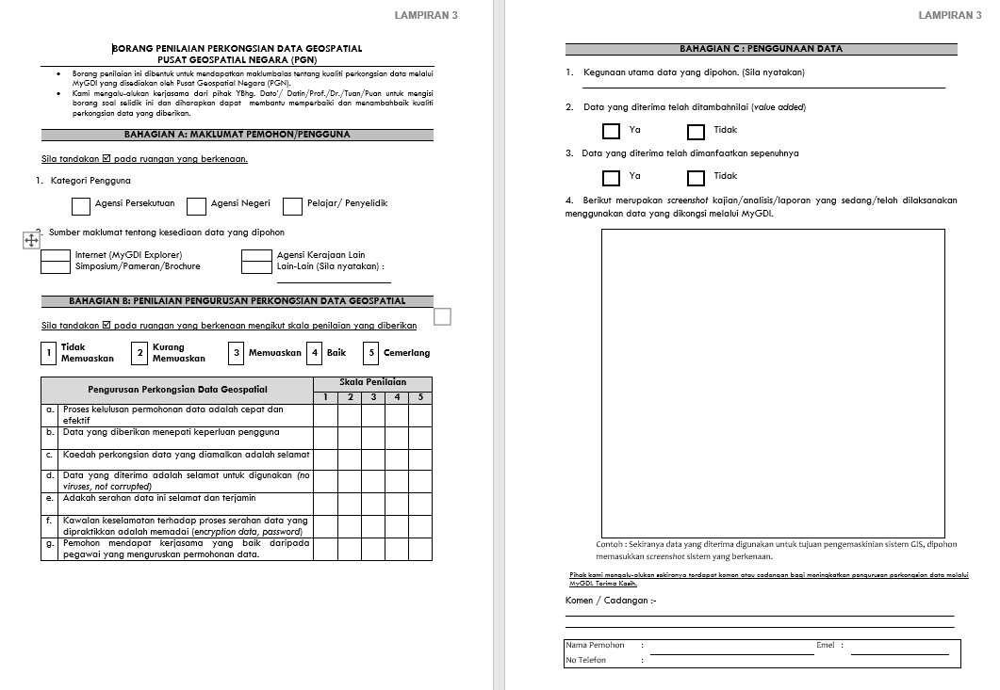 LAMPIRAN 3
BORANG PENILAIAN PERKONGSIAN DATA GEOSPATIAL
PUSAT GEOSPATIAL NEGARA (PGN)
• Borang penilaian ini dibentuk untuk mendapatkan maklumbalas tentang kualiti perkongsian data melalui
MyGDI yang disediakan oleh Pusat Geospatial Negara (PGN).
• Kami mengalu-alukan kerjasama dari pihak YBhg. Dato'/ Datin/Prof./Dr./Tuan/Puan untuk mengisi
borang soal selidik ini dan diharapkan dapat membantu memperbaiki dan menambahbaik kualiti
perkongsian data yang diberikan.
BAHAGIAN A: MAKLUMAT PEMOHON/PENGGUNA
Sila tandakan ☑ pada ruangan yang berkenaan.
1. Kategori Pengguna
Agensi Persekutuan Agensi Negeri Pelajar/ Penyelidik
2. Sumber maklumat tentang kesediaan data yang dipohon
Internet (MyGDI Explorer) Agensi Kerajaan Lain
Simposium/Pameran/Brochure Lain-Lain (Sila nyatakan) :
BAHAGIAN B: PENILAIAN PENGURUSAN PERKONGSIAN DATA GEOSPATIAL
Sila tandakan ☑ pada ruangan yang berkenaan mengikut skala penilaian yang diberikan
1 Tidak Memuaskan 2 Kurang Memuaskan 3 Memuaskan 4 Baik 5 Cemerlang
Pengurusan Perkongsian Data Geospatial Skala Penilaian
1 2 3 4 5
a. Proses kelulusan permohonan data adalah cepat dan
efektif
b. Data yang diberikan menepati keperluan pengguna
c. Kaedah perkongsian data yang diamalkan adalah selamat
d. Data yang diterima adalah selamat untuk digunakan (no
viruses, not corrupted)
e. Adakah serahan data ini selamat dan terjamin
f. Kawalan keselamatan terhadap proses serahan data yang
dipraktikkan adalah memadai (encryption data, password)
g. Pemohon mendapat kerjasama yang baik daripada
pegawai yang menguruskan permohonan data.
LAMPIRAN 3
BAHAGIAN C : PENGGUNAAN DATA
1. Kegunaan utama data yang dipohon. (Sila nyatakan)
2. Data yang diterima telah ditambahnilai (value added)
Ya Tidak
3. Data yang diterima telah dimanfaatkan sepenuhnya
Ya Tidak
4. Berikut merupakan screenshot kajian/analisis/laporan yang sedang/telah dilaksanakan
menggunakan data yang dikongsi melalui MyGDI.
Contoh : Sekiranya data yang diterima digunakan untuk tujuan pengemaskinian sistem GIS, dipohon
memasukkan screenshot sistem yang berkenaan.
Pihak kami mengalu-alukan sekiranya terdapat komen atau cadangan bagi meningkatkan pengurusan perkongsian data melalui
MyGDI. Terima Kasih.
Komen / Cadangan :-
Nama Pemohon : Emel :
No Telefon :